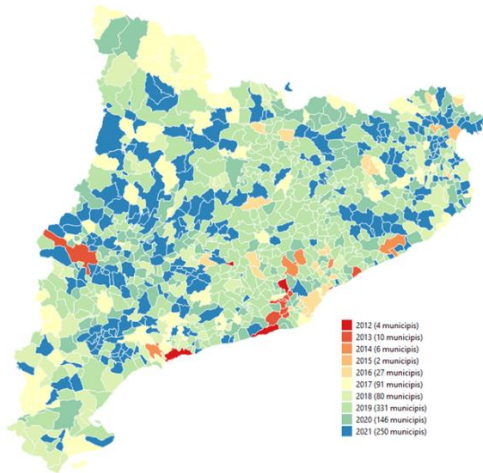 2012 (4 municipis)
2013 (10 municipis)
2014 (6 municipis)
2015 (2 municipis)
2016 (27 municipis)
2017 (91 municipis)
2018 (80 municipis)
2019 (331 municipis)
2020 (146 municipis)
2021 (250 municipis)